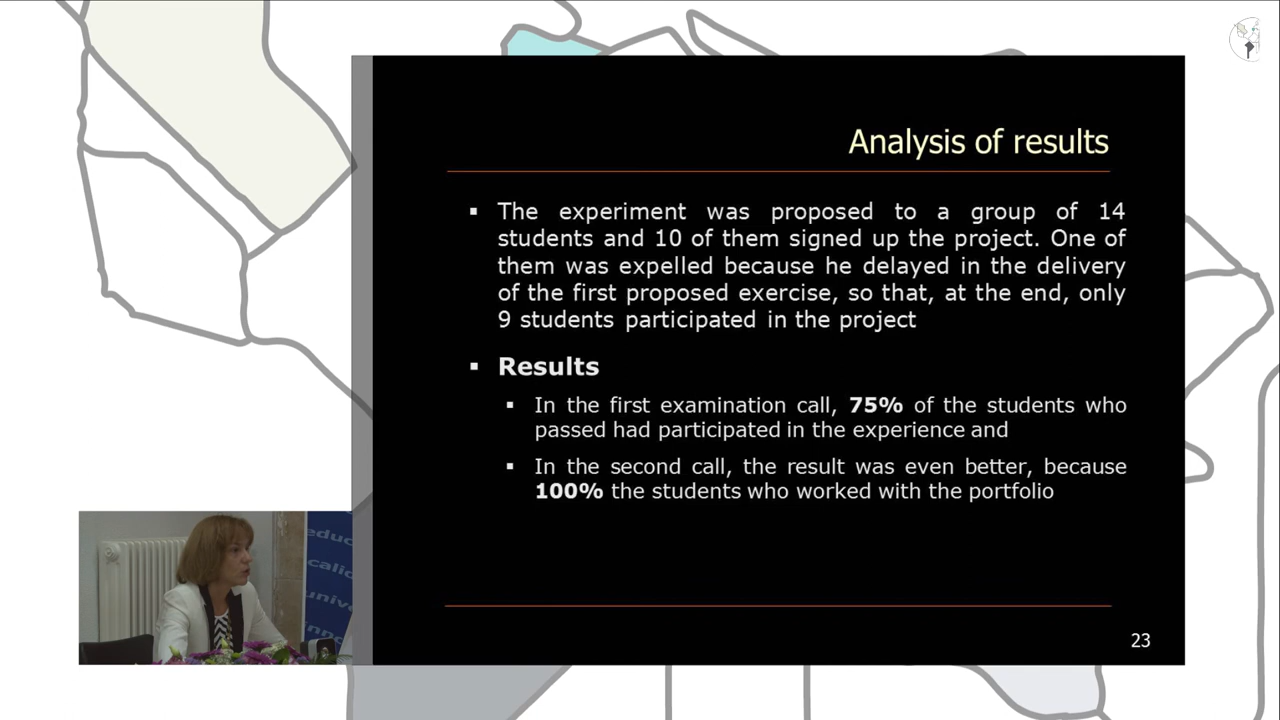 Analysis of results
▪ The experiment was proposed to a group of 14
students and 10 of them signed up the project. One of
them was expelled because he delayed in the delivery
of the first proposed exercise, so that, at the end, only
9 students participated in the project
▪ Results
▪ In the first examination call, 75% of the students who
passed had participated in the experience and
▪ In the second call, the result was even better, because
100% the students who worked with the portfolio
23
educ
catio
unive
inno